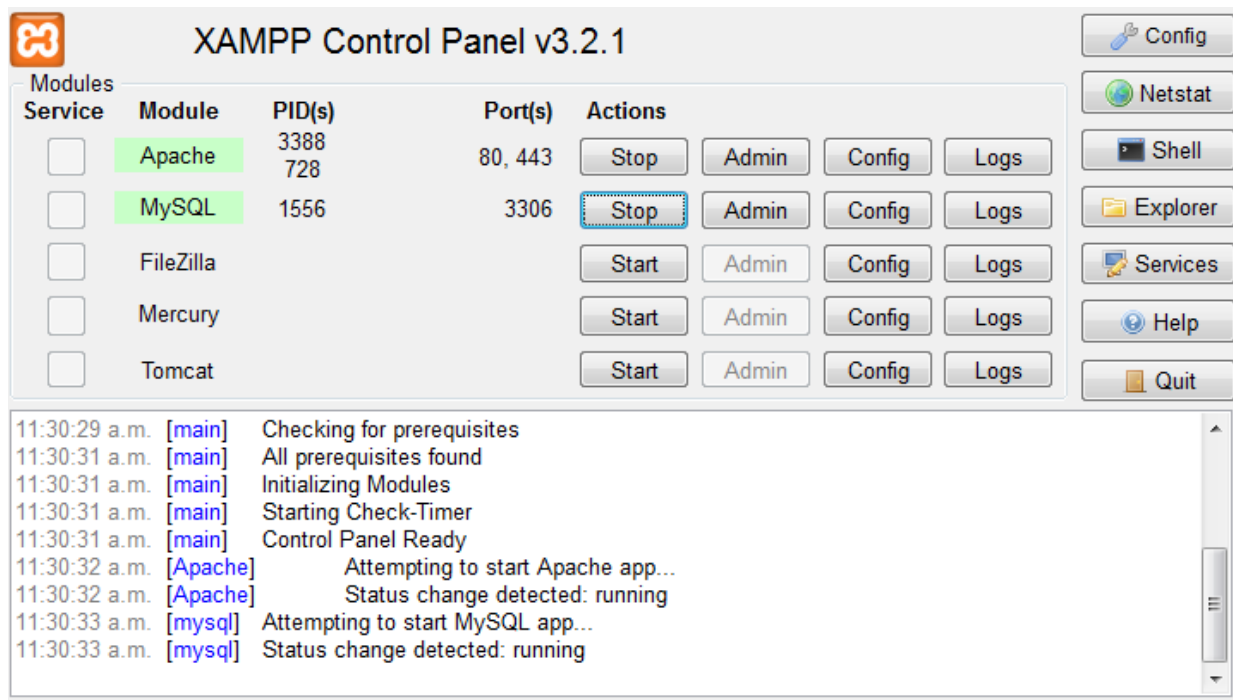 XAMPP Control Panel v3.2.1
Config
Modules
Netstat
Service Module PID(s) Port(s) Actions
Apache 3388 728 80, 443 Stop Admin Config Logs
Shell
MySQL 1556 3306 Stop Admin Config Logs
Explorer
FileZilla Start Admin Config Logs
Services
Mercury Start Admin Config Logs
Help
Tomcat Start Admin Config Logs
Quit
11:30:29 a.m. [main] Checking for prerequisites
11:30:31 a.m. [main] All prerequisites found
11:30:31 a.m. [main] Initializing Modules
11:30:31 a.m. [main] Starting Check-Timer
11:30:31 a.m. [main] Control Panel Ready
11:30:32 a.m. [Apache] Attempting to start Apache app...
11:30:32 a.m. [Apache] Status change detected: running
11:30:33 a.m. [mysql] Attempting to start MySQL app...
11:30:33 a.m. [mysql] Status change detected: running